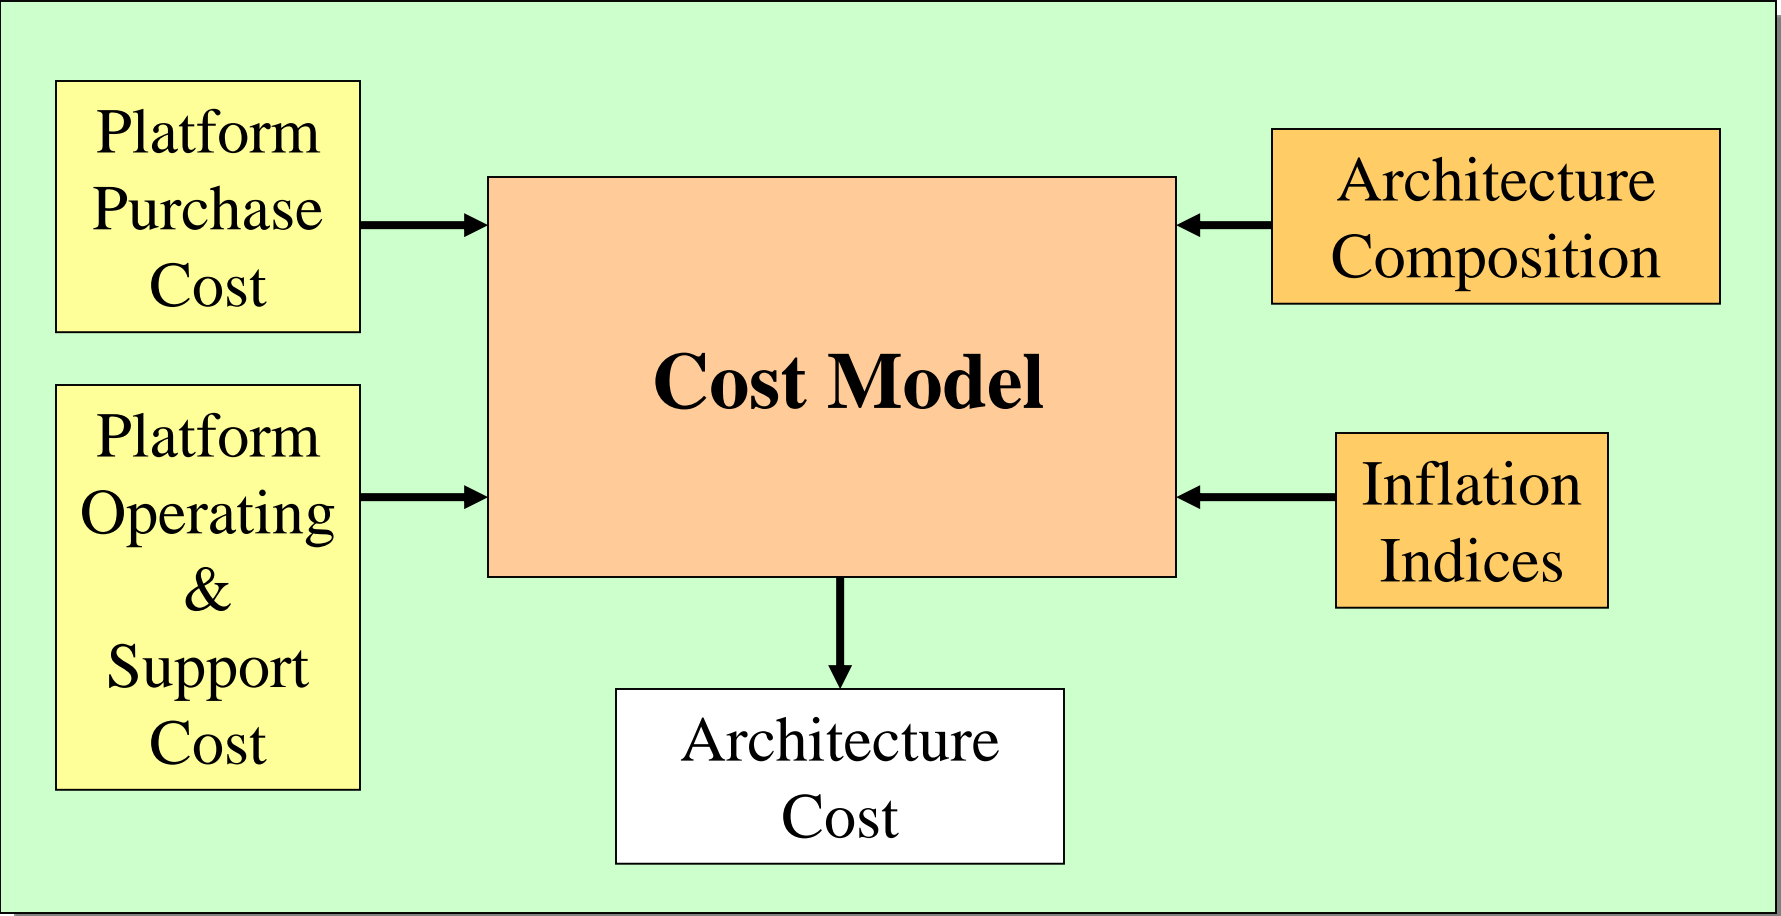 Platform
Purchase
Cost
Platform
Operating
&
Support
Cost
Cost Model
Architecture
Composition
Inflation
Indices
Architecture
Cost